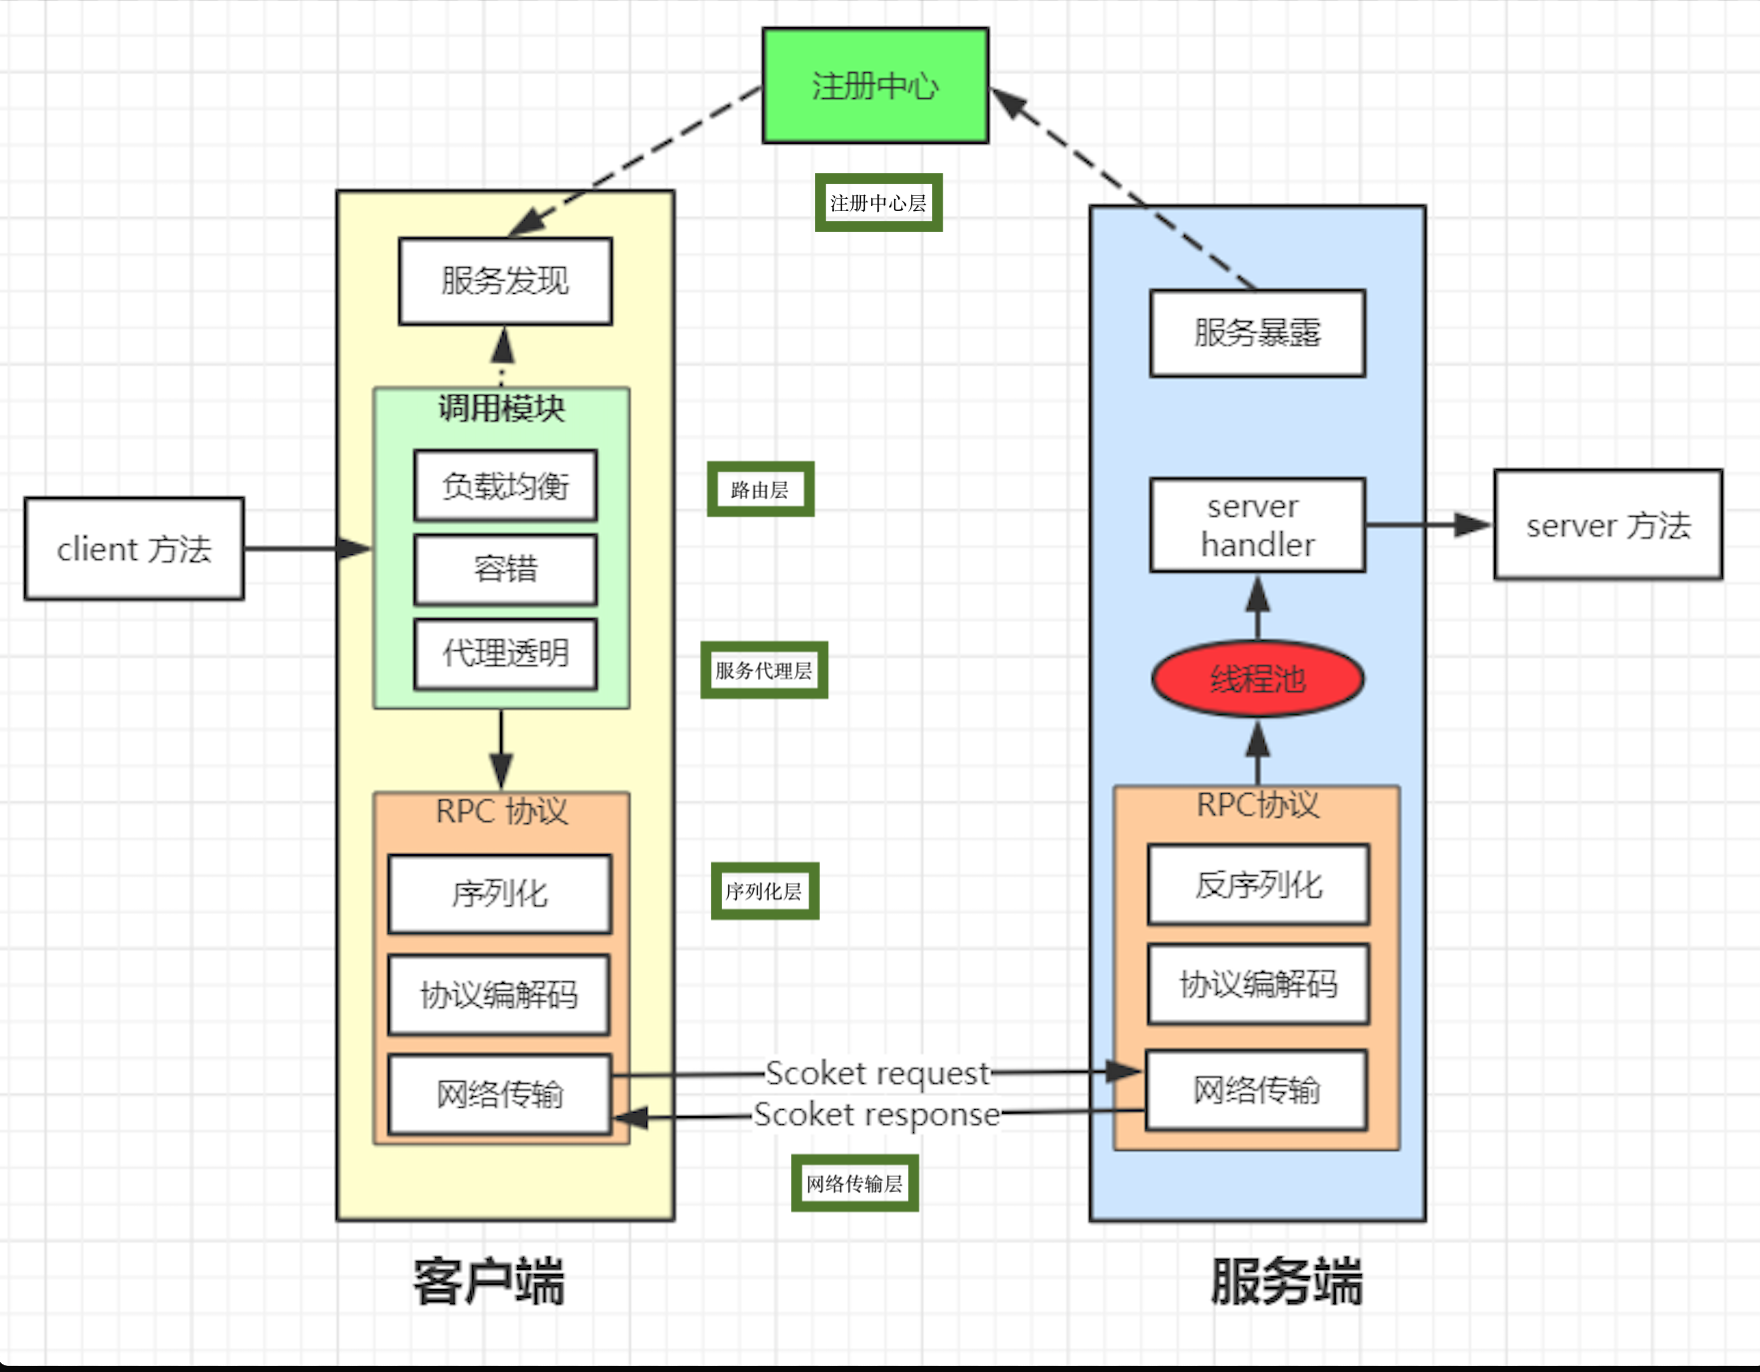 注册中心
注册中心层
服务发现
调用模块
负载均衡
容错
代理透明
client 方法
RPC 协议
序列化
协议编解码
网络传输
客户端
路由层
服务代理层
序列化层
Scoket request
Scoket response
网络传输层
服务暴露
server
handler
server 方法
线程池
RPC协议
反序列化
协议编解码
网络传输
服务端